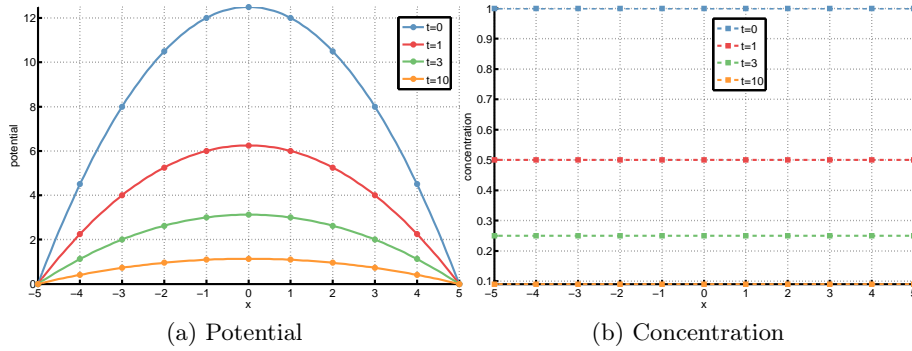 12
10
8
6
4
2
0
potential
−5
−4
−3
−2
−1
0
1
2
3
4
5
x
t=0
t=1
t=3
t=10
(a) Potential
1
0.9
0.8
0.7
0.6
0.5
0.4
0.3
0.2
0.1
concentration
−5
−4
−3
−2
−1
0
1
2
3
4
5
x
t=0
t=1
t=3
t=10
(b) Concentration